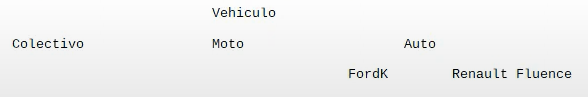 Vehiculo
Colectivo Moto Auto
FordK Renault Fluence